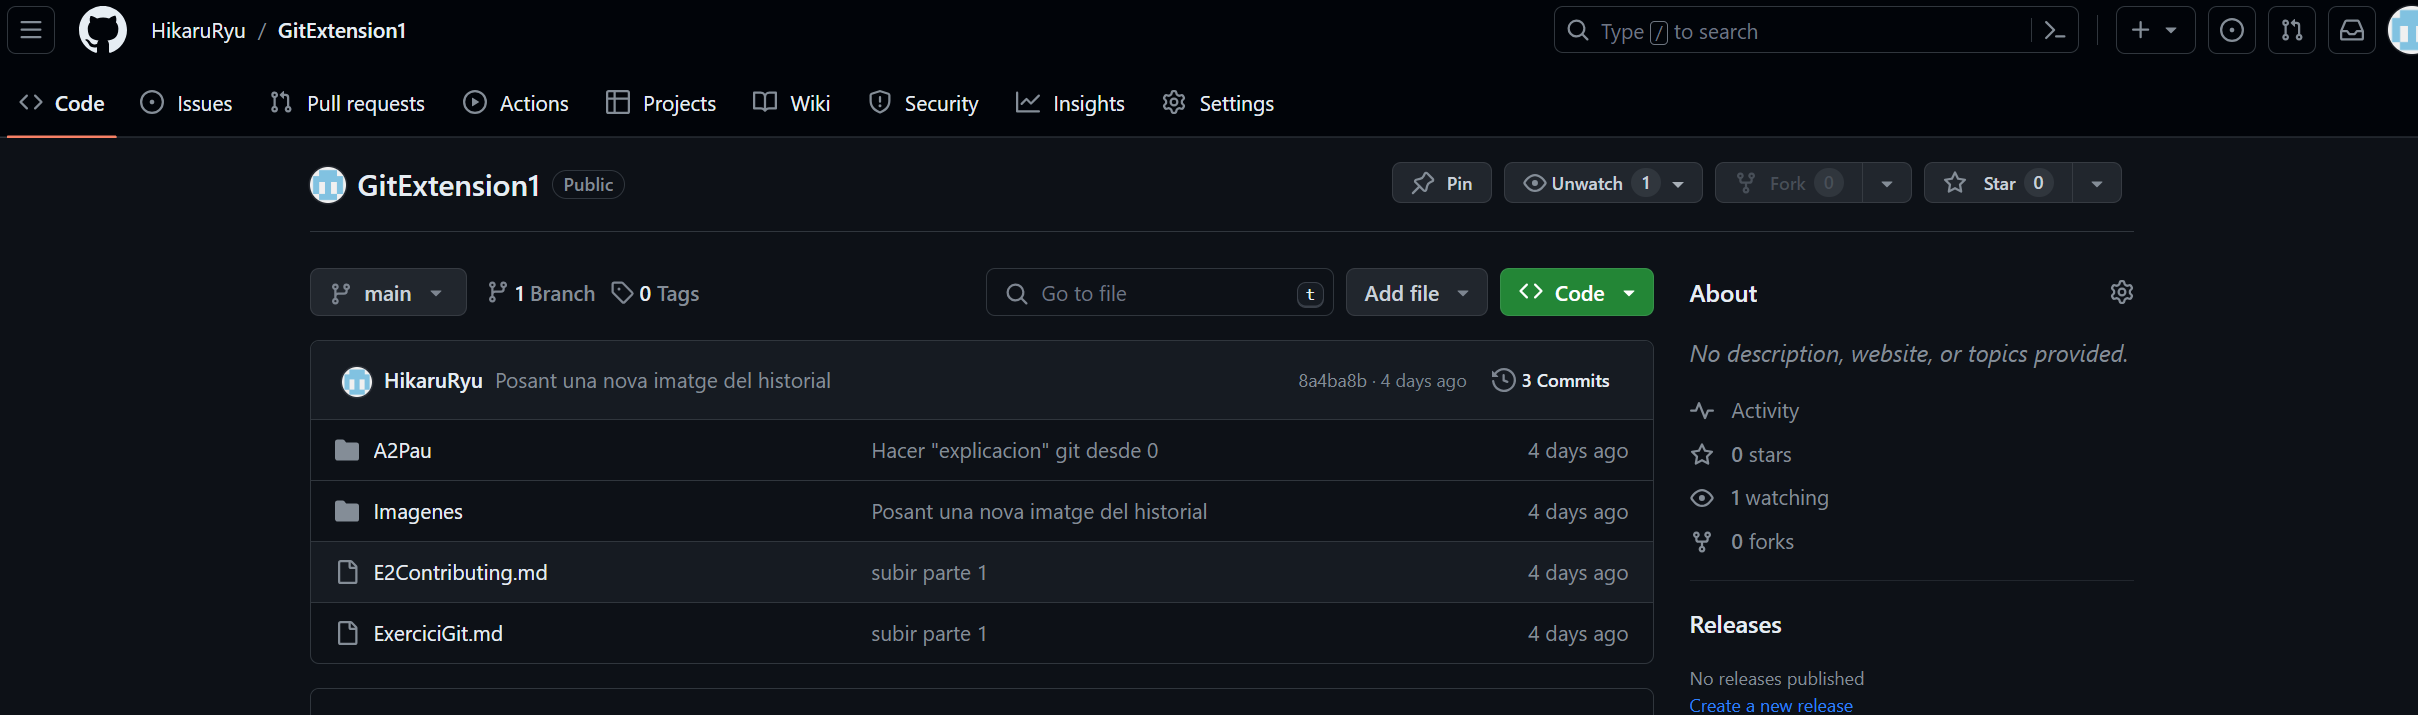 HikaruRyu / GitExtension1
Type / to search
Code Issues Pull requests Actions Projects Wiki Security Insights Settings
GitExtension1 Public
Pin Unwatch 1 Fork 0 Star 0
main 1 Branch 0 Tags Go to file t Add file Code
About
No description, website, or topics provided.
HikaruRyu Posant una nova imatge del historial 8a4ba8b · 4 days ago 3 Commits
A2Pau Hacer "explicacion" git desde 0 4 days ago
Imagenes Posant una nova imatge del historial 4 days ago
E2Contributing.md subir parte 1 4 days ago
ExerciciGit.md subir parte 1 4 days ago
Activity
0 stars
1 watching
0 forks
Releases
No releases published
Create a new release